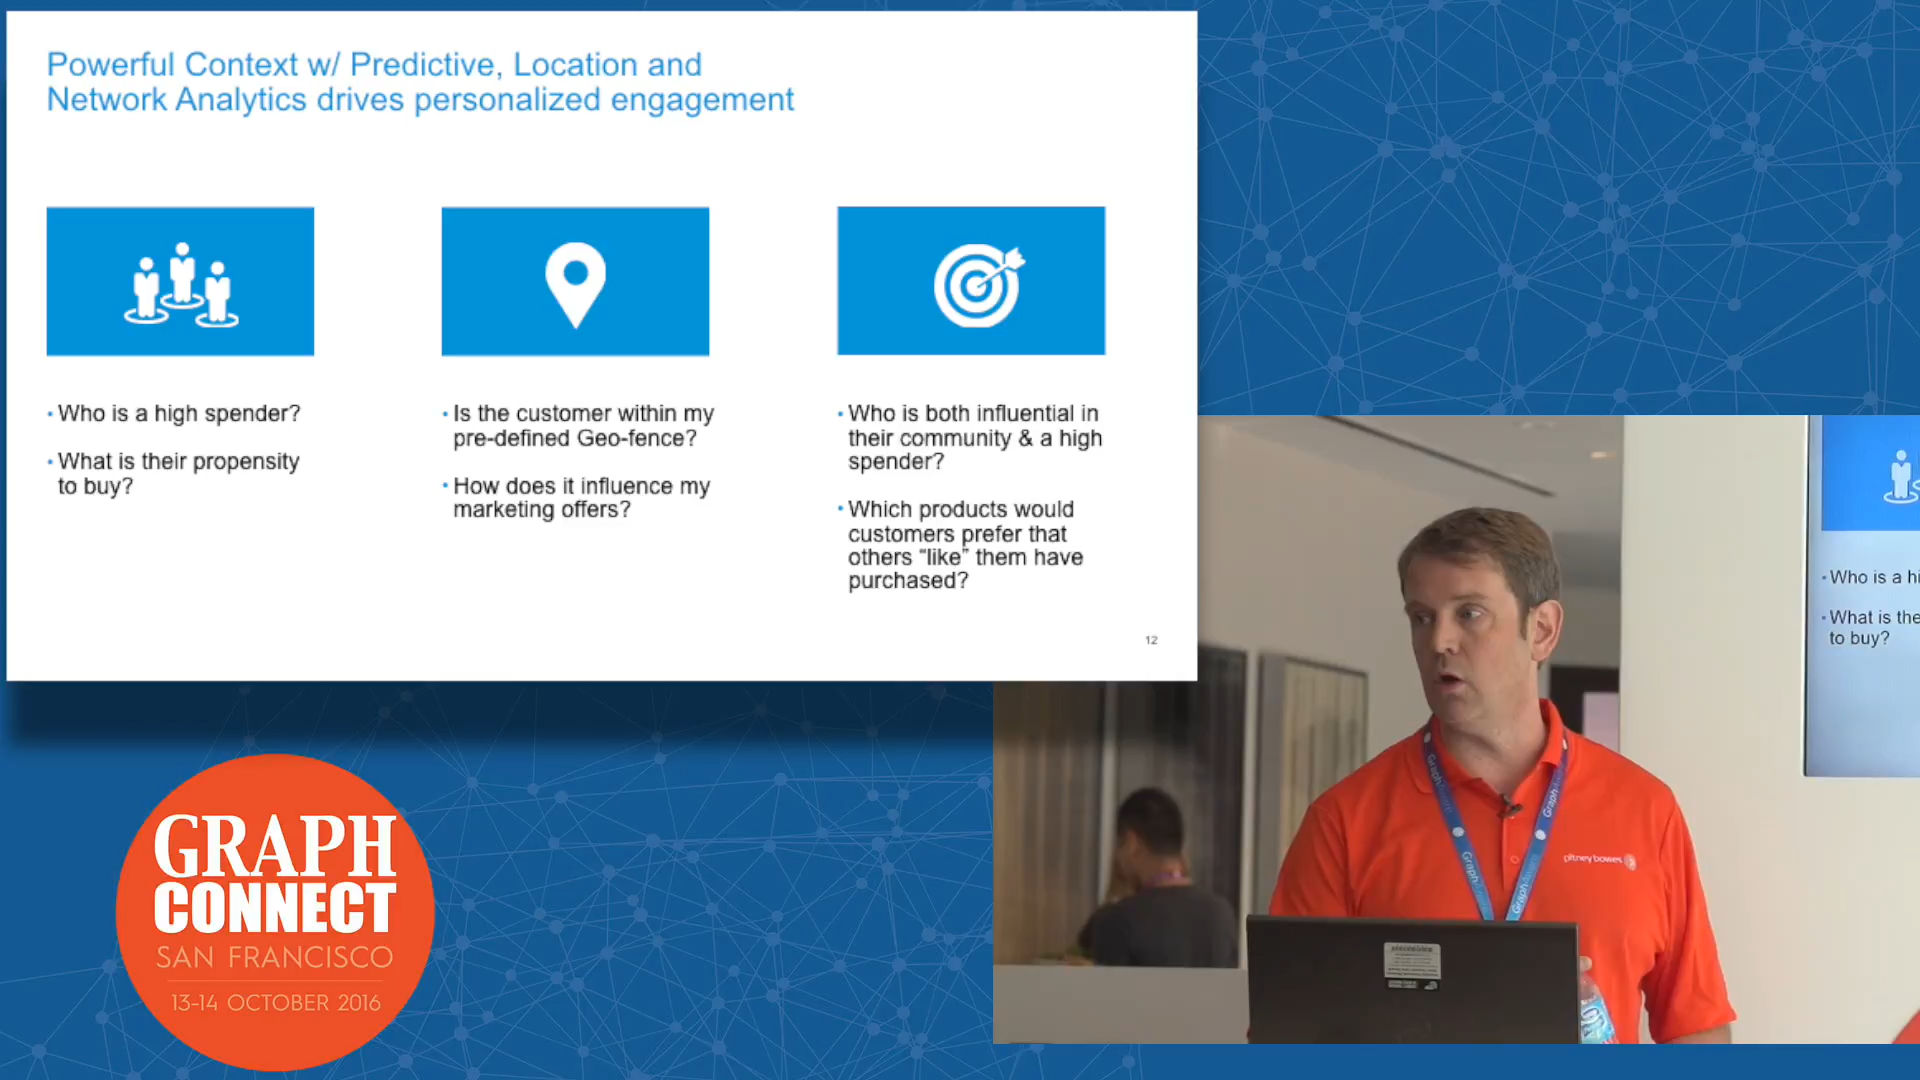 Powerful Context w/ Predictive, Location and
Network Analytics drives personalized engagement
• Who is a high spender?
• What is their propensity
to buy?
• Is the customer within my
pre-defined Geo-fence?
• How does it influence my
marketing offers?
• Who is both influential in
their community & a high
spender?
• Which products would
customers prefer that
others “like” them have
purchased?
12
GRAPH
CONNECT
SAN FRANCISCO
13-14 OCTOBER 2016
• Who is a hi
• What is the
to buy?
pitney bowes